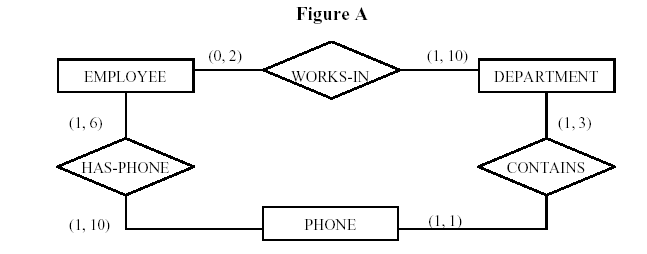 Figure A
(0, 2)
(1, 10)
EMPLOYEE
WORKS-IN
DEPARTMENT
(1, 6)
(1, 3)
HAS-PHONE
CONTAINS
(1, 10)
PHONE
(1, 1)